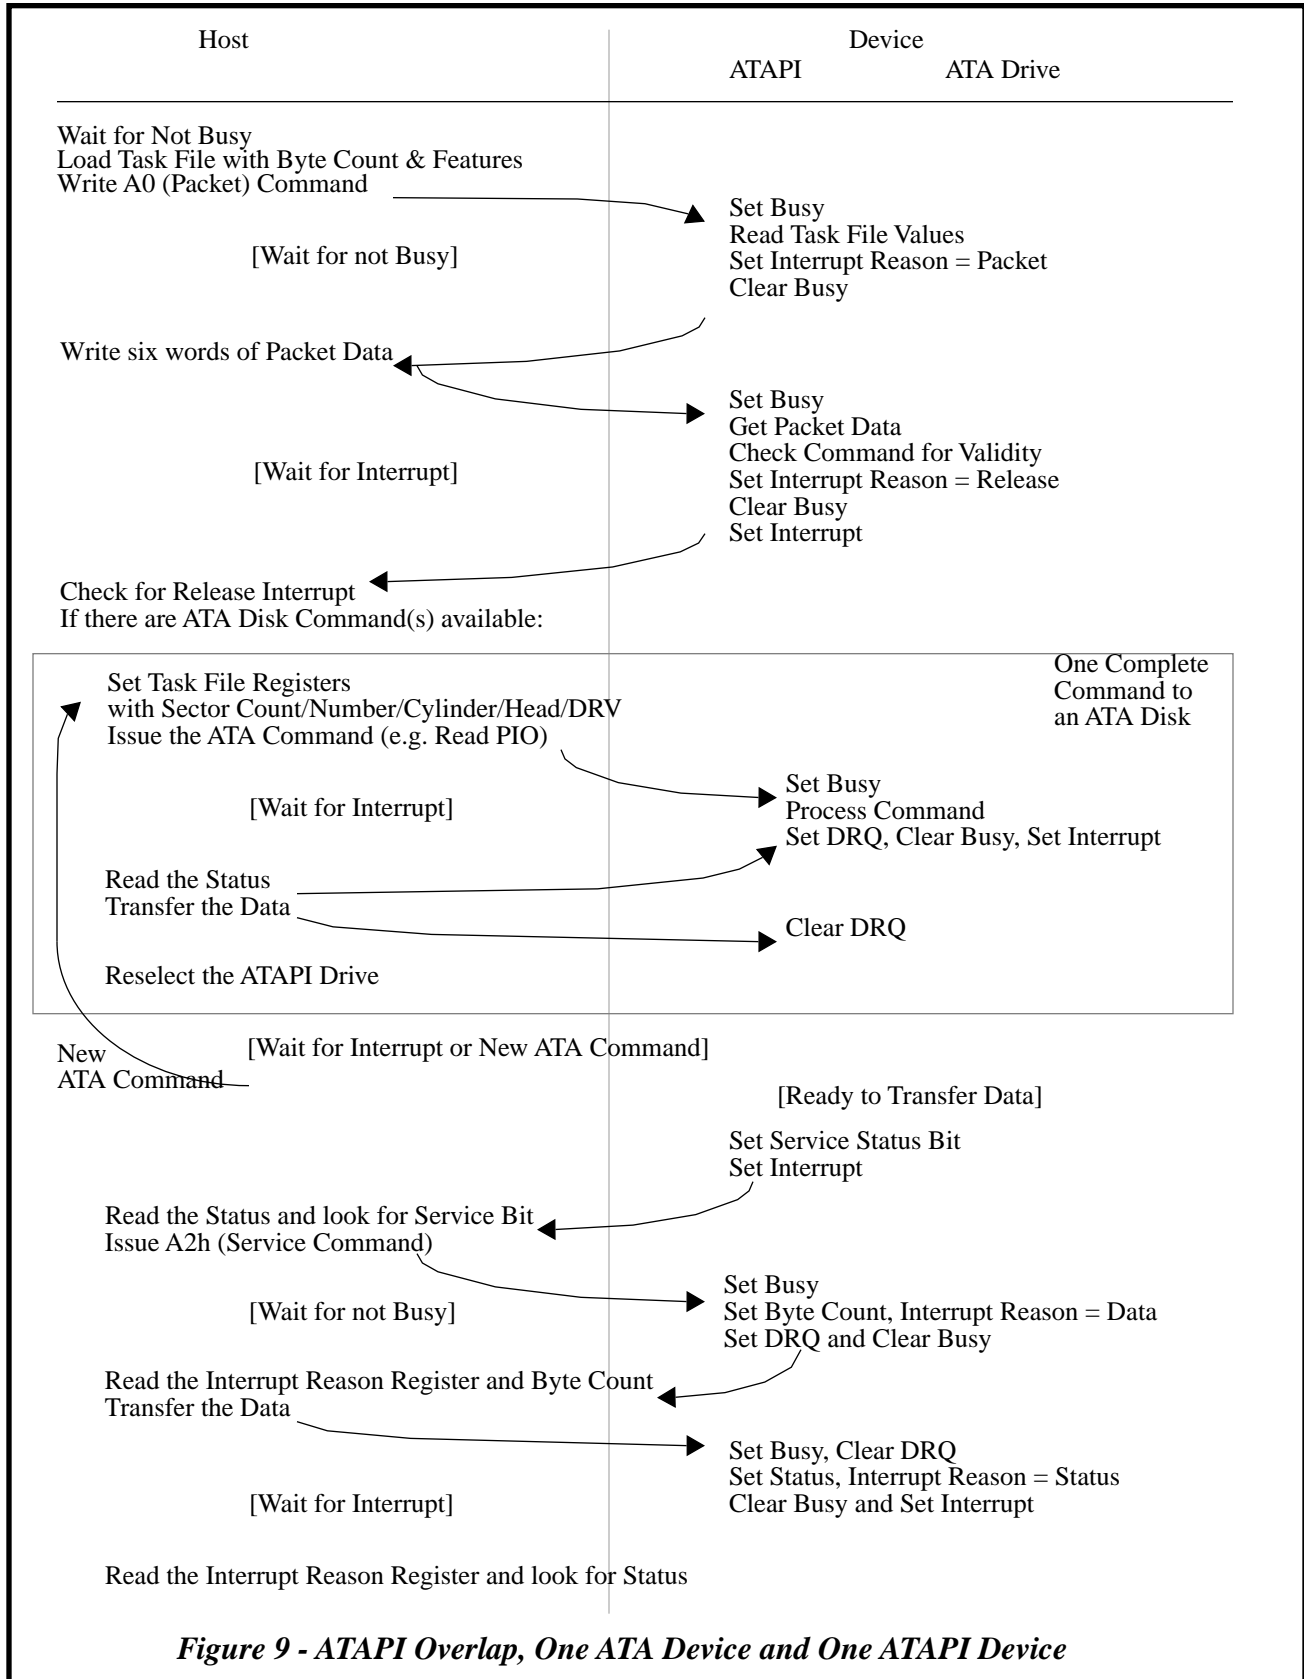 Host
Device
ATAPI
ATA Drive
Wait for Not Busy
Load Task File with Byte Count & Features
Write A0 (Packet) Command
Set Busy
Read Task File Values
[Wait for not Busy]
Set Interrupt Reason = Packet
Clear Busy
Write six words of Packet Data
Set Busy
Get Packet Data
Check Command for Validity
[Wait for Interrupt]
Set Interrupt Reason = Release
Clear Busy
Set Interrupt
Check for Release Interrupt
If there are ATA Disk Command(s) available:
One Complete
Command to
an ATA Disk
Set Task File Registers
with Sector Count/Number/Cylinder/Head/DRV
Issue the ATA Command (e.g. Read PIO)
Set Busy
[Wait for Interrupt]
Process Command
Set DRQ, Clear Busy, Set Interrupt
Read the Status
Transfer the Data
Clear DRQ
Reselect the ATAPI Drive
[Wait for Interrupt or New ATA Command]
New
ATA Command
[Ready to Transfer Data]
Set Service Status Bit
Set Interrupt
Read the Status and look for Service Bit
Issue A2h (Service Command)
Set Busy
[Wait for not Busy]
Set Byte Count, Interrupt Reason = Data
Set DRQ and Clear Busy
Read the Interrupt Reason Register and Byte Count
Transfer the Data
Set Busy, Clear DRQ
Set Status, Interrupt Reason = Status
[Wait for Interrupt]
Clear Busy and Set Interrupt
Read the Interrupt Reason Register and look for Status
Figure 9 - ATAPI Overlap, One ATA Device and One ATAPI Device